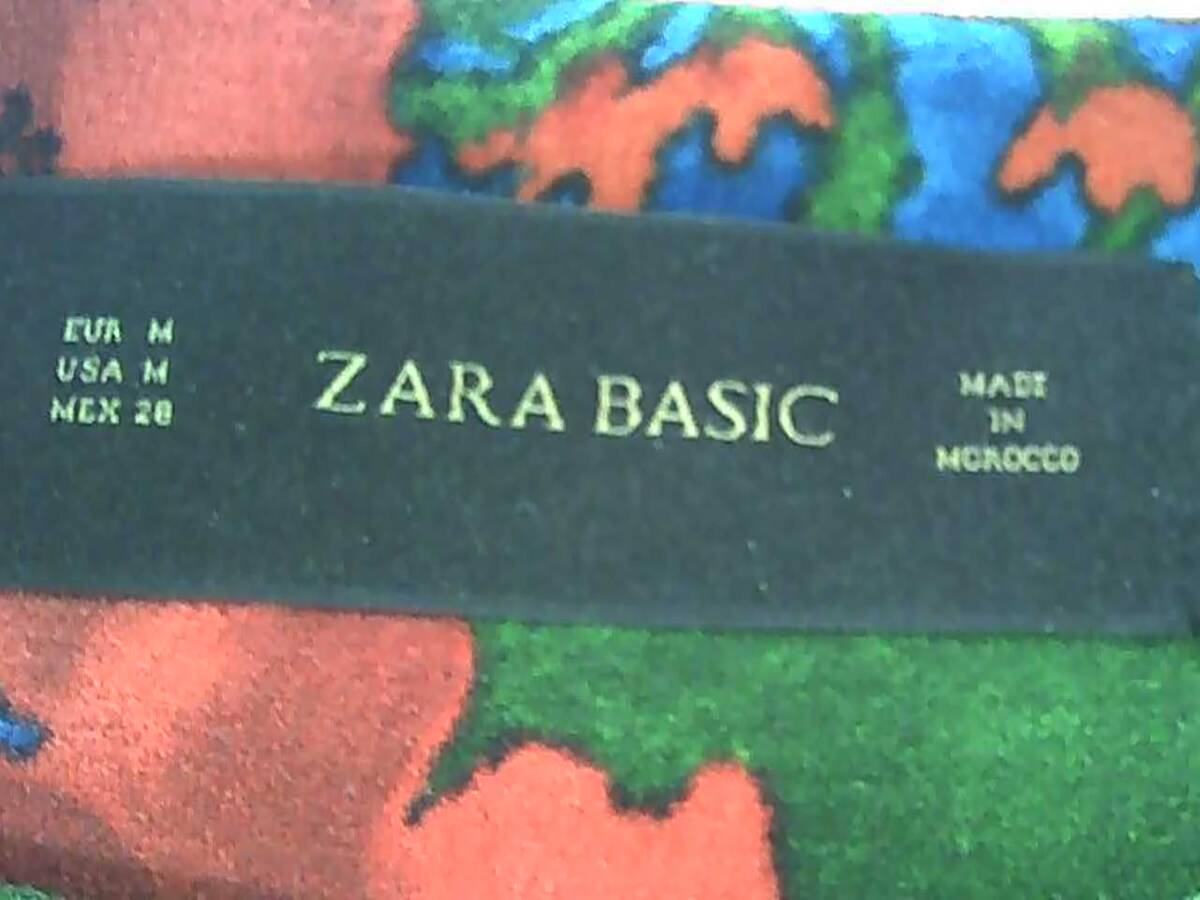 EUR M
USA M
MEX 28
ZARA BASIC
MADE
IN
MOROCCO